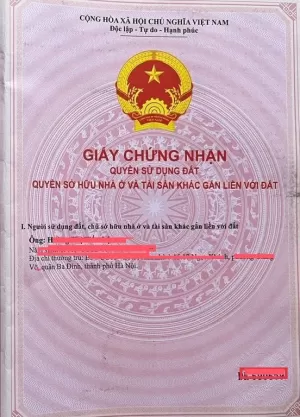 CỘNG HÒA XÃ HỘI CHỦ NGHĨA VIỆT NAM
Độc lập - Tự do - Hạnh phúc
GIẤY CHỨNG NHẬN
QUYỀN SỬ DỤNG ĐẤT
QUYỀN SỞ HỮU NHÀ Ở VÀ TÀI SẢN KHÁC GẮN LIỀN VỚI ĐẤT
I. Người sử dụng đất, chủ sở hữu nhà ở và tài sản khác gắn liền với đất
Ông: H
Địa chỉ thường trú:
quận Ba Đình, thành phố Hà Nội